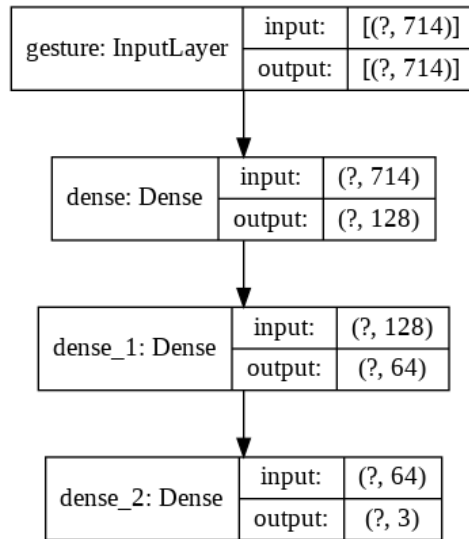 gesture: InputLayer
input: [(?, 714)]
output: [(?, 714)]
dense: Dense
input: (?, 714)
output: (?, 128)
dense_1: Dense
input: (?, 128)
output: (?, 64)
dense_2: Dense
input: (?, 64)
output: (?, 3)